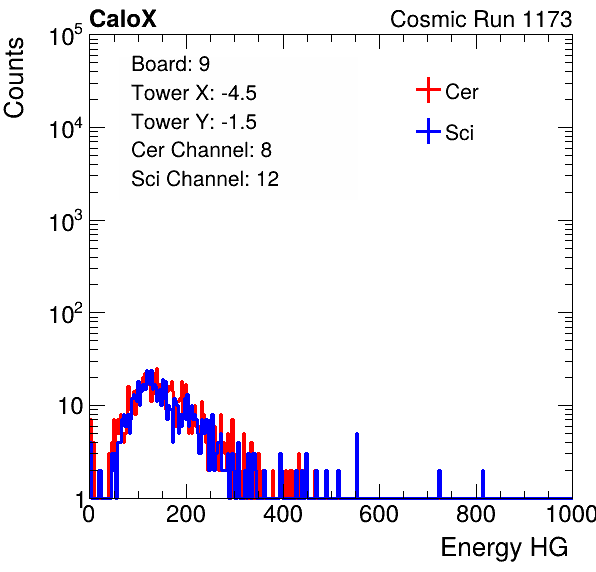 CaloX Cosmic Run 1173
Counts
10^5
10^4
10^3
10^2
10
1
Board: 9
Tower X: -4.5
Tower Y: -1.5
Cer Channel: 8
Sci Channel: 12
Cer
Sci
0 200 400 600 800 1000
Energy HG